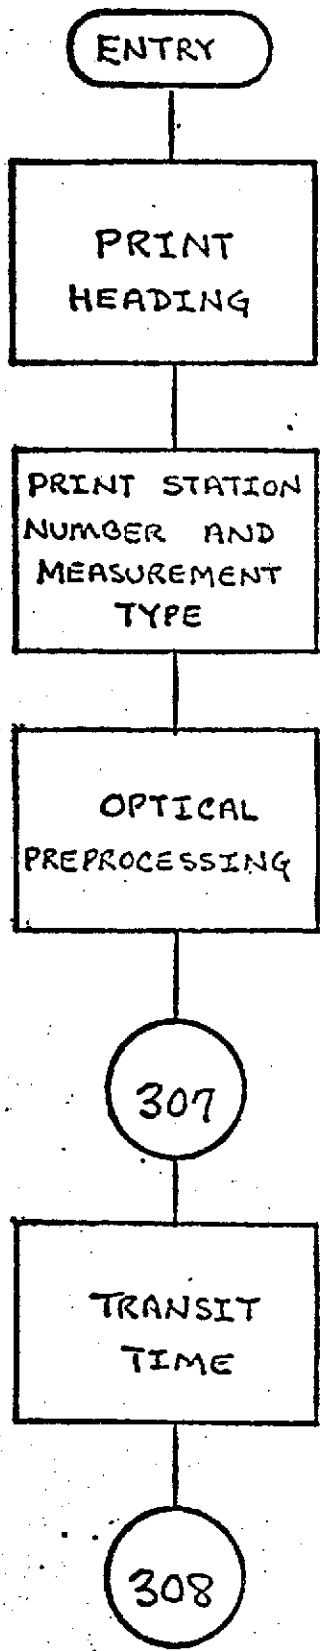 ENTRY
PRINT
HEADING
PRINT STATION
NUMBER AND
MEASUREMENT
TYPE
OPTICAL
PREPROCESSING
307
TRANSIT
TIME
308